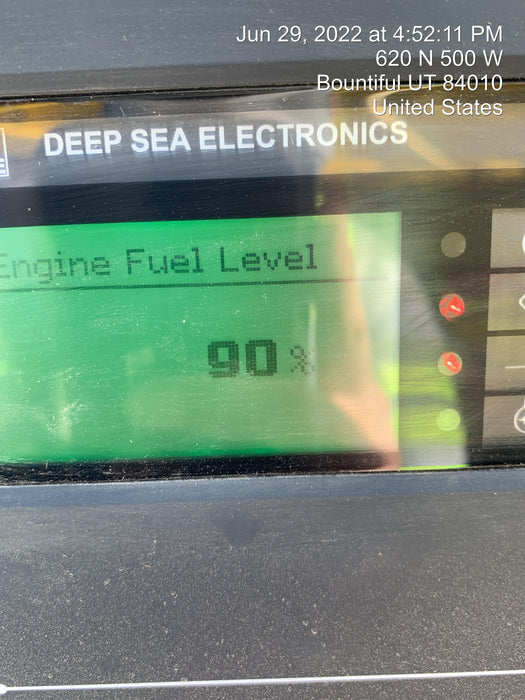 Jun 29, 2022 at 4:52:11 PM
620 N 500 W
Bountiful UT 84010
United States
DEEP SEA ELECTRONICS
Engine Fuel Level
90 %